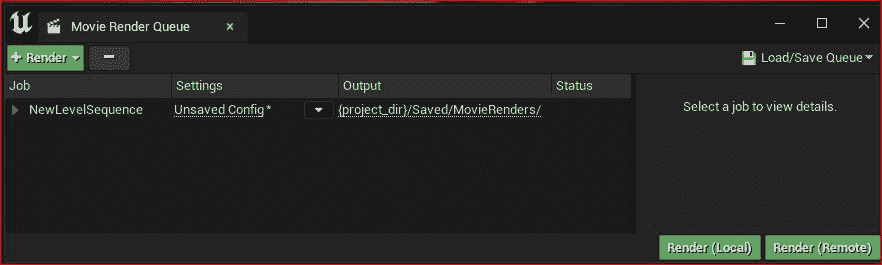 Movie Render Queue
+ Render
Load/Save Queue
Job Settings Output Status
NewLevelSequence Unsaved Config* {project_dir}/Saved/MovieRenders/
Select a job to view details.
Render (Local) Render (Remote)